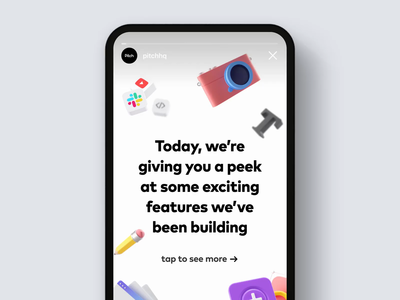 Pitch
pitchhq
Today, we're
giving you a peek
at some exciting
features we've
been building
tap to see more →